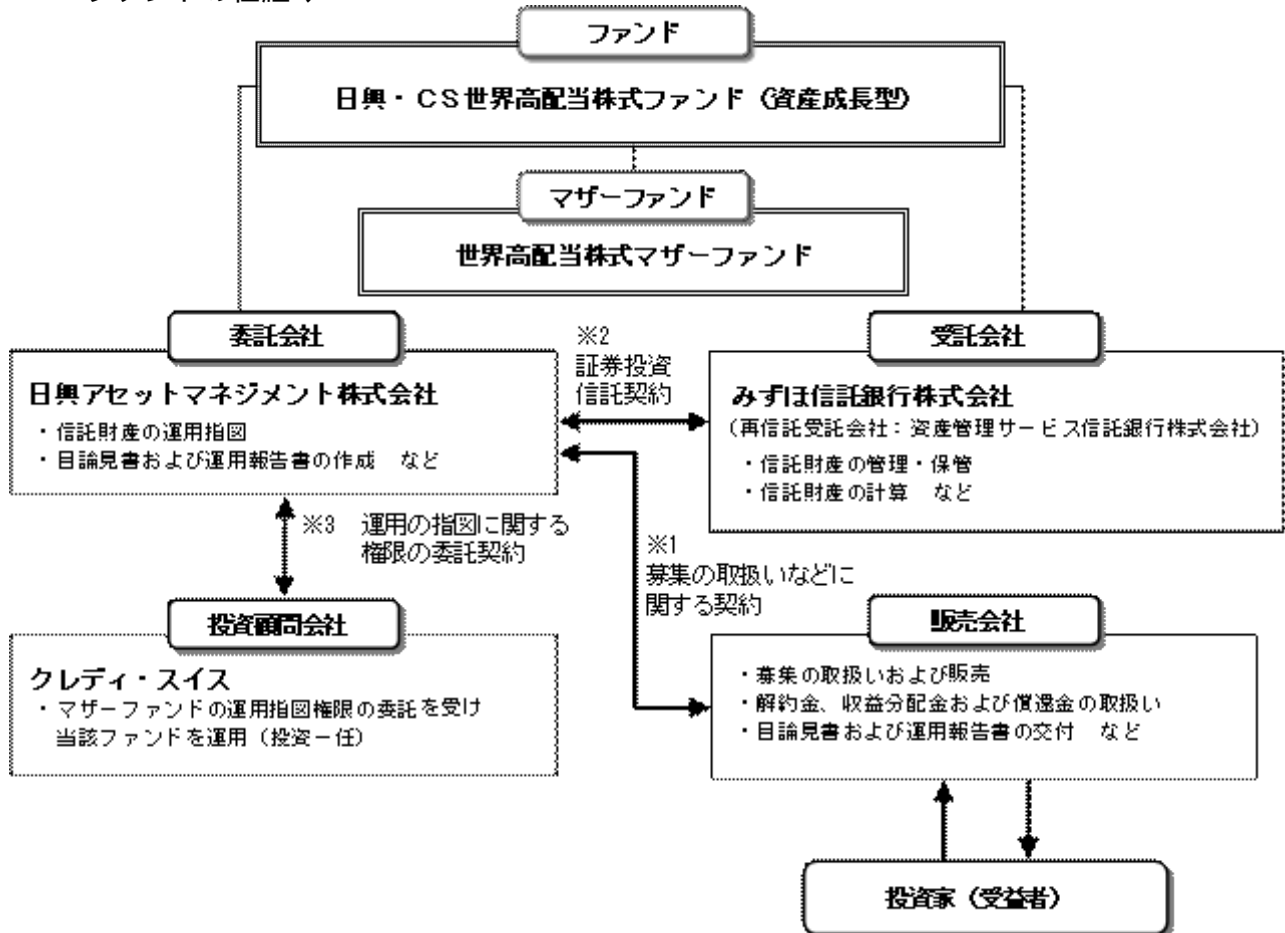 ファンド
日興・ＣＳ世界高配当株式ファンド（資産成長型）
マザーファンド
世界高配当株式マザーファンド
委託会社
日興アセットマネジメント株式会社
・信託財産の運用指図
・目論見書および運用報告書の作成　など
※2
証券投資
信託契約
受託会社
みずほ信託銀行株式会社
（再信託受託会社：資産管理サービス信託銀行株式会社）
・信託財産の管理・保管
・信託財産の計算　など
※3　運用の指図に関する
権限の委託契約
※1
募集の取扱いなどに
関する契約
投資顧問会社
クレディ・スイス
・マザーファンドの運用指図権限の委託を受け
当該ファンドを運用（投資一任）
販売会社
・募集の取扱いおよび販売
・解約金、収益分配金および償還金の取扱い
・目論見書および運用報告書の交付　など
投資家（受益者）